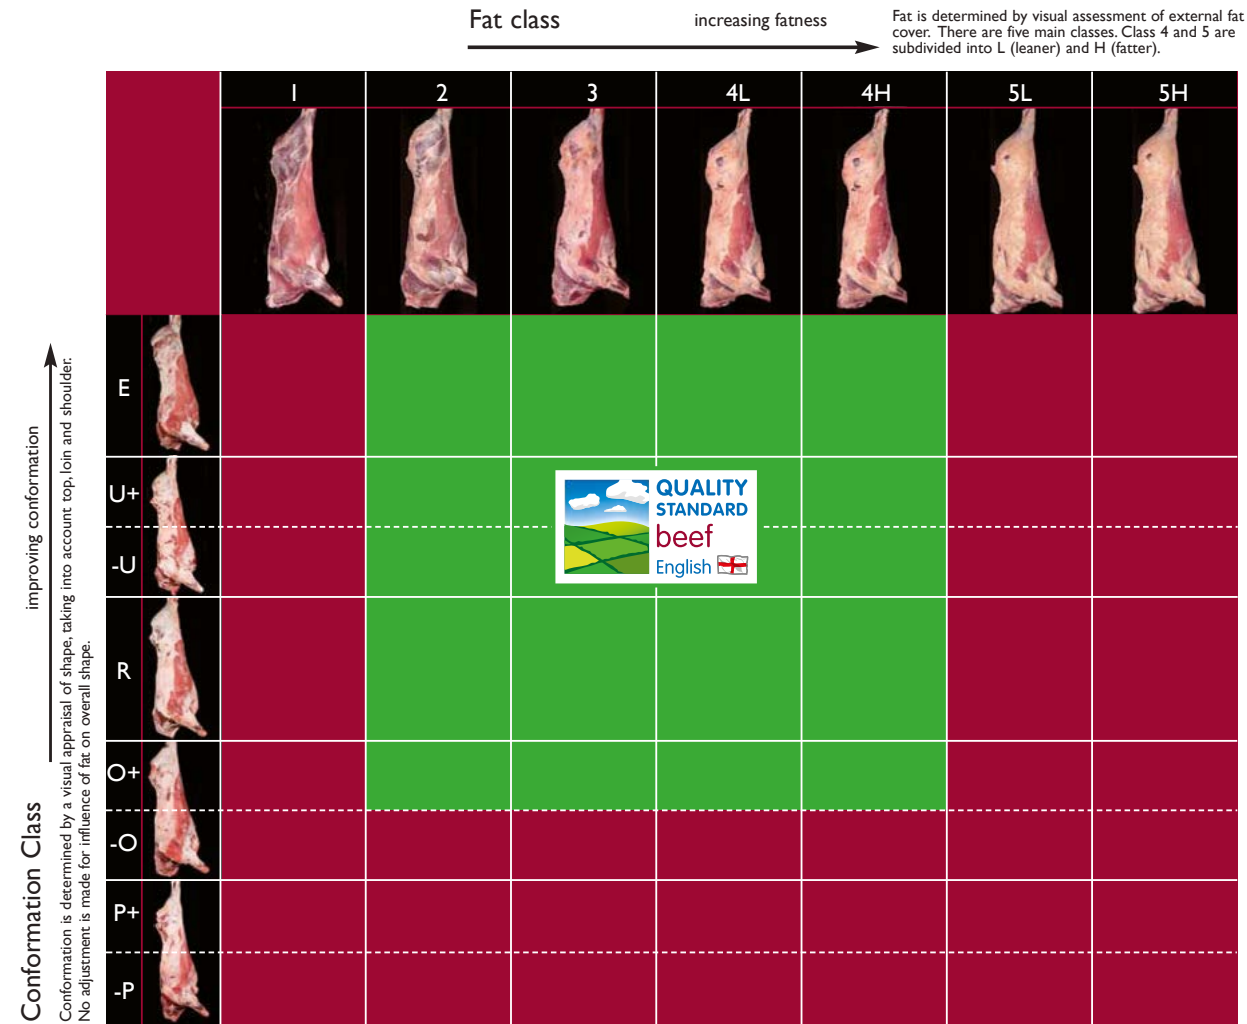 Fat class
increasing fatness
Fat is determined by visual assessment of external fat
cover. There are five main classes. Class 4 and 5 are
subdivided into L (leaner) and H (fatter).
1 2 3 4L 4H 5L 5H
E
U+
-U
R
O+
-O
P+
-P
QUALITY
STANDARD
beef
English
Conformation Class
improving conformation
Conformation is determined by a visual appraisal of shape, taking into account top, loin and shoulder.
No adjustment is made for influence of fat on overall shape.